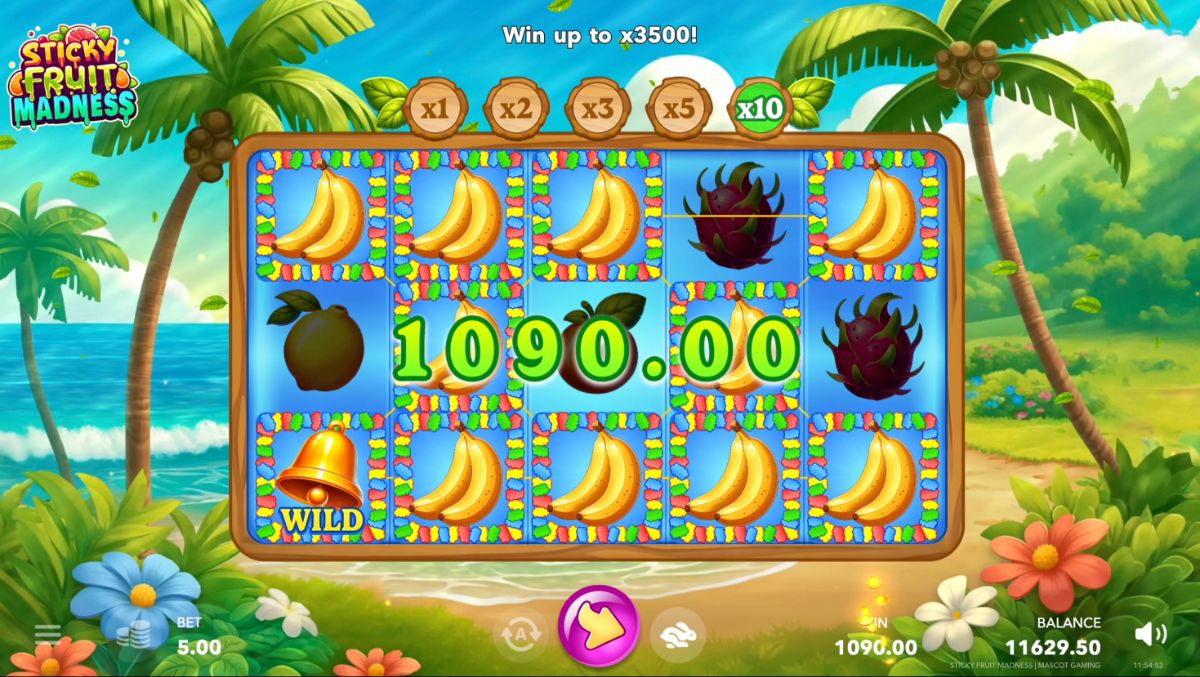 Win up to x3500!
STICKY
FRUIT
MADNESS
x1 x2 x3 x5 x10
1090.00
WILD
A
BET
5.00
WIN
1090.00
BALANCE
11629.50
STICKY FRUIT MADNESS | MASCOT GAMING
11:54:52